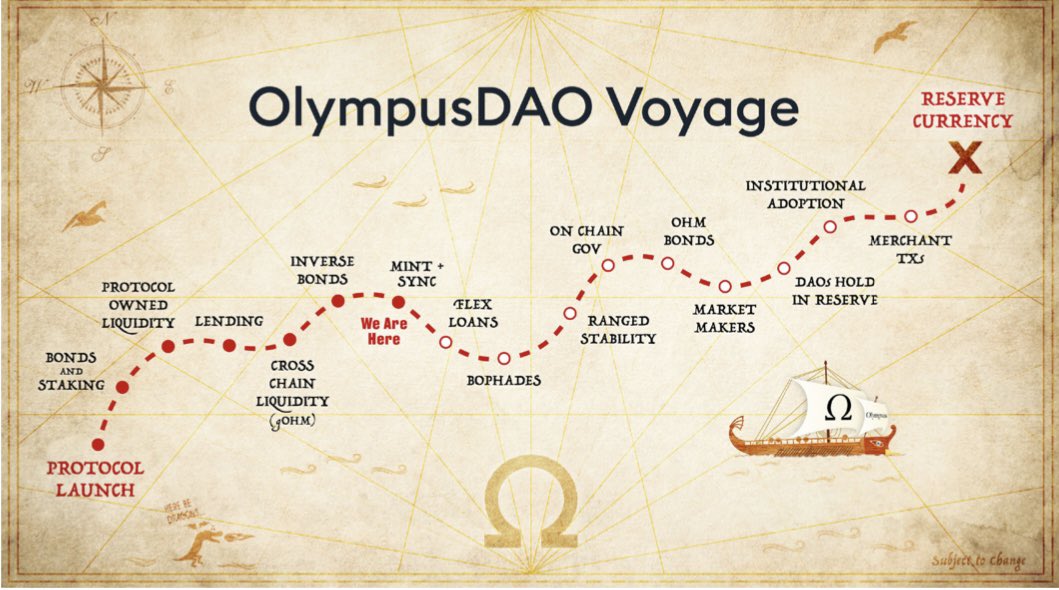 N
W
E
S
OlympusDAO Voyage
RESERVE
CURRENCY
X
INSTITUTIONAL
ADOPTION
MERCHANT
TXs
DAOs HOLD
IN RESERVE
MARKET
MAKERS
OHM
BONDS
ON CHAIN
GOV
RANGED
STABILITY
BOPHADES
FLEX
LOANS
MINT +
SYNC
We Are
Here
INVERSE
BONDS
CROSS
CHAIN
LIQUIDITY
(gOHM)
LENDING
PROTOCOL
OWNED
LIQUIDITY
BONDS
AND
STAKING
PROTOCOL
LAUNCH
HERE BE
Ω
Olympus
Ω
Subject to Change